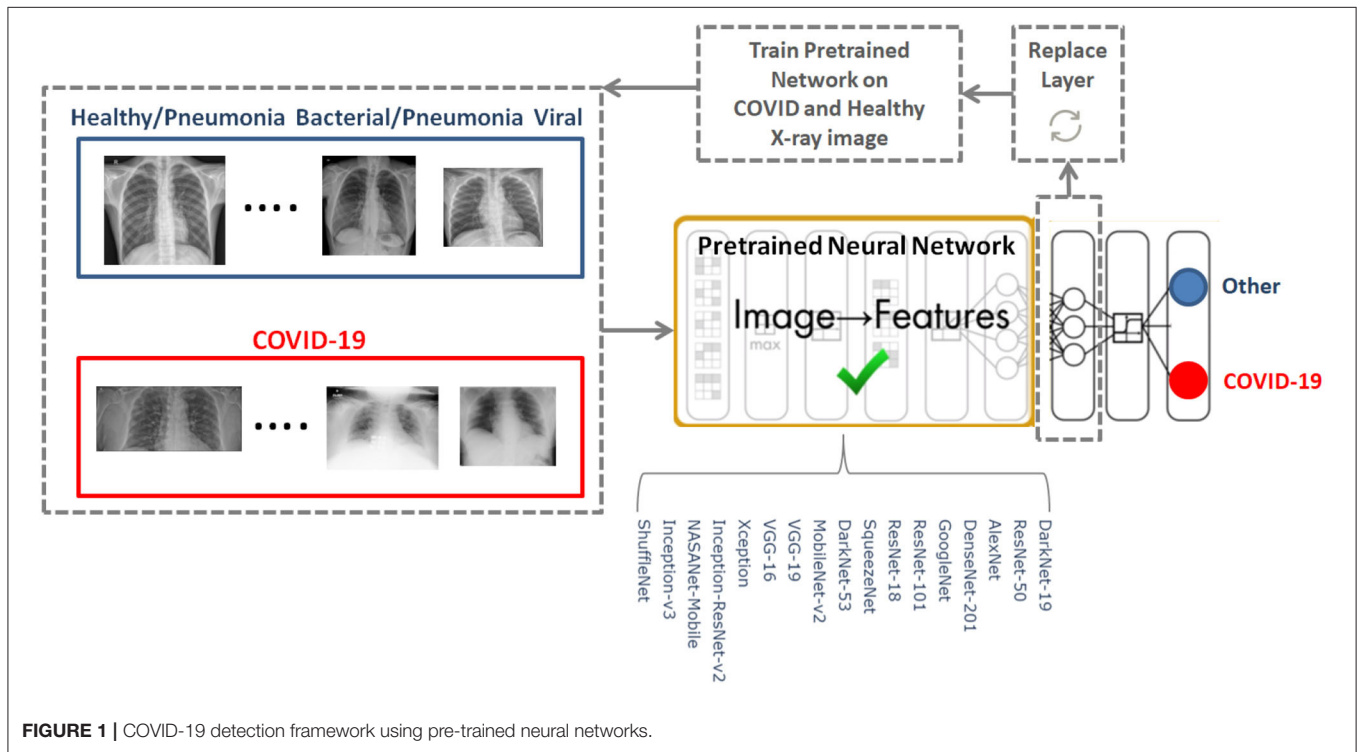 Train Pretrained
Network on
COVID and Healthy
X-ray image
Replace
Layer
Healthy/Pneumonia Bacterial/Pneumonia Viral
COVID-19
Pretrained Neural Network
Image→Features
max
Other
COVID-19
ShuffleNet
Inception-v3
NASANet-Mobile
Inception-ResNet-v2
Xception
VGG-16
VGG-19
MobileNet-v2
DarkNet-53
SqueezeNet
ResNet-18
ResNet-101
GoogleNet
DenseNet-201
AlexNet
ResNet-50
DarkNet-19
FIGURE 1 | COVID-19 detection framework using pre-trained neural networks.